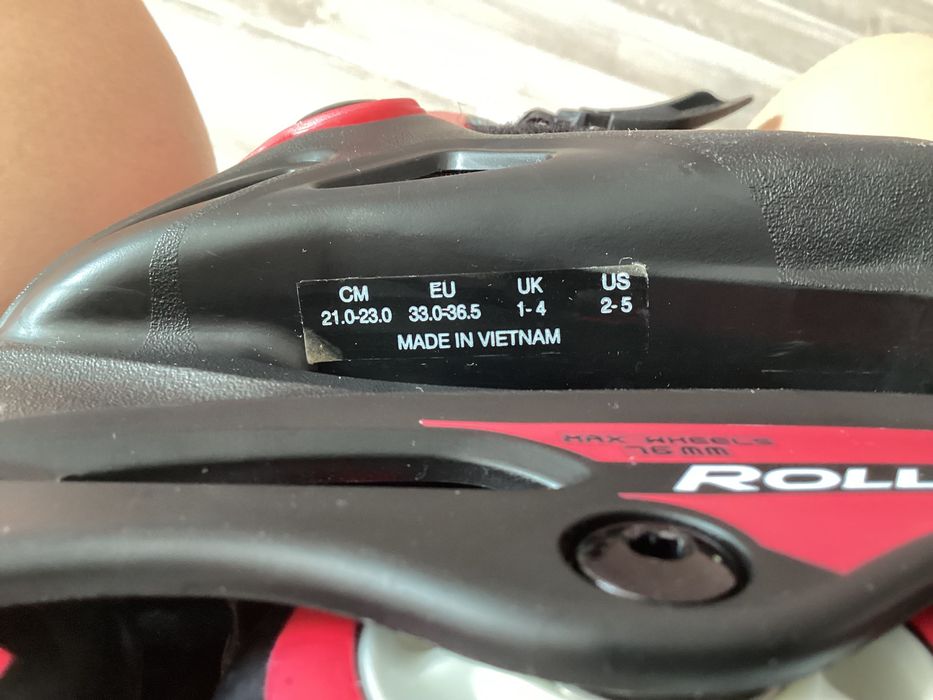 CM EU UK US
21.0-23.0 33.0-36.5 1-4 2-5
MADE IN VIETNAM
MAX WHEELS
76 MM
ROLL